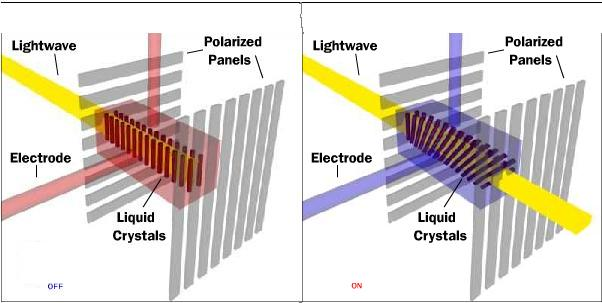 Lightwave
Polarized
Panels
Electrode
Liquid
Crystals
OFF
Lightwave
Polarized
Panels
Electrode
Liquid
Crystals
ON